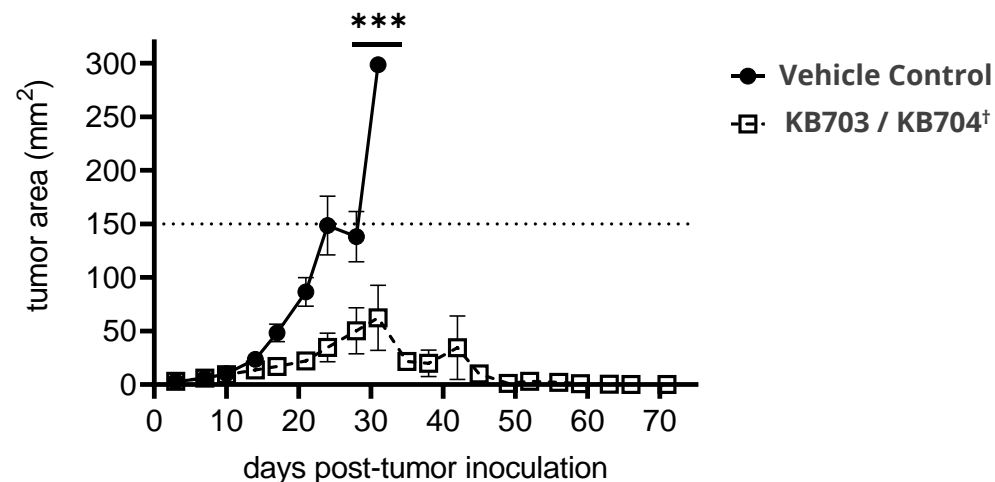 ***
300
250
200
150
100
50
0
tumor area (mm²)
0 10 20 30 40 50 60 70
days post-tumor inoculation
Vehicle Control
KB703 / KB704†